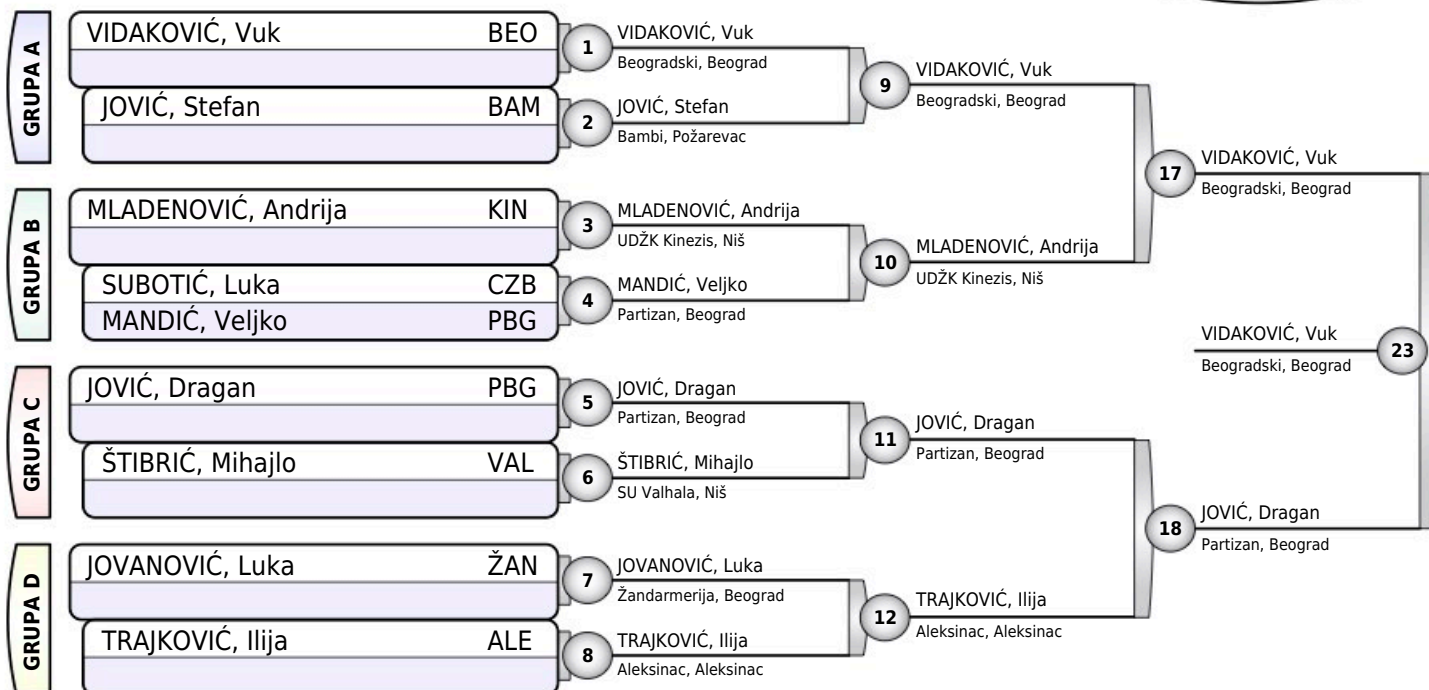 GRUPA A
VIDAKOVIĆ, Vuk BEO
JOVIĆ, Stefan BAM
1
VIDAKOVIĆ, Vuk
Beogradski, Beograd
2
JOVIĆ, Stefan
Bambi, Požarevac
9
VIDAKOVIĆ, Vuk
Beogradski, Beograd
GRUPA B
MLADENOVIĆ, Andrija KIN
SUBOTIĆ, Luka CZB
MANDIĆ, Veljko PBG
3
MLADENOVIĆ, Andrija
UDŽK Kinezis, Niš
4
MANDIĆ, Veljko
Partizan, Beograd
10
MLADENOVIĆ, Andrija
UDŽK Kinezis, Niš
17
VIDAKOVIĆ, Vuk
Beogradski, Beograd
GRUPA C
JOVIĆ, Dragan PBG
ŠTIBRIĆ, Mihajlo VAL
5
JOVIĆ, Dragan
Partizan, Beograd
6
ŠTIBRIĆ, Mihajlo
SU Valhala, Niš
11
JOVIĆ, Dragan
Partizan, Beograd
GRUPA D
JOVANOVIĆ, Luka ŽAN
TRAJKOVIĆ, Ilija ALE
7
JOVANOVIĆ, Luka
Žandarmerija, Beograd
8
TRAJKOVIĆ, Ilija
Aleksinac, Aleksinac
12
TRAJKOVIĆ, Ilija
Aleksinac, Aleksinac
18
JOVIĆ, Dragan
Partizan, Beograd
VIDAKOVIĆ, Vuk
Beogradski, Beograd
23